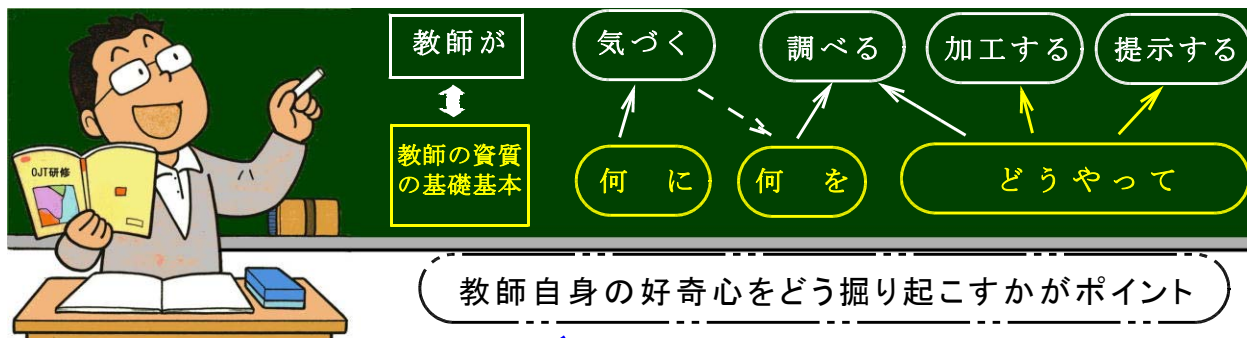 教師が
気づく
調べる
加工する
提示する
教師の資質
の基礎基本
何に
何を
どうやって
OJT研修
教師自身の好奇心をどう掘り起こすかがポイント